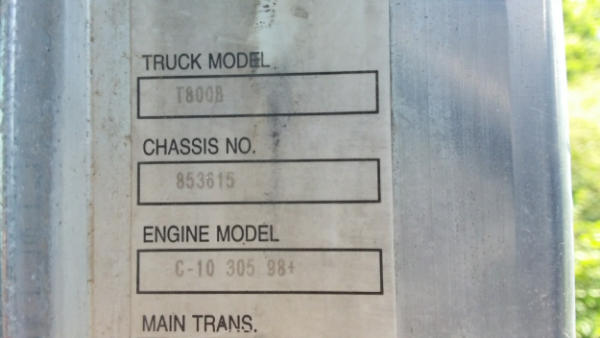 TRUCK MODEL
T800B
CHASSIS NO.
853615
ENGINE MODEL
C-10 305 98+
MAIN TRANS.